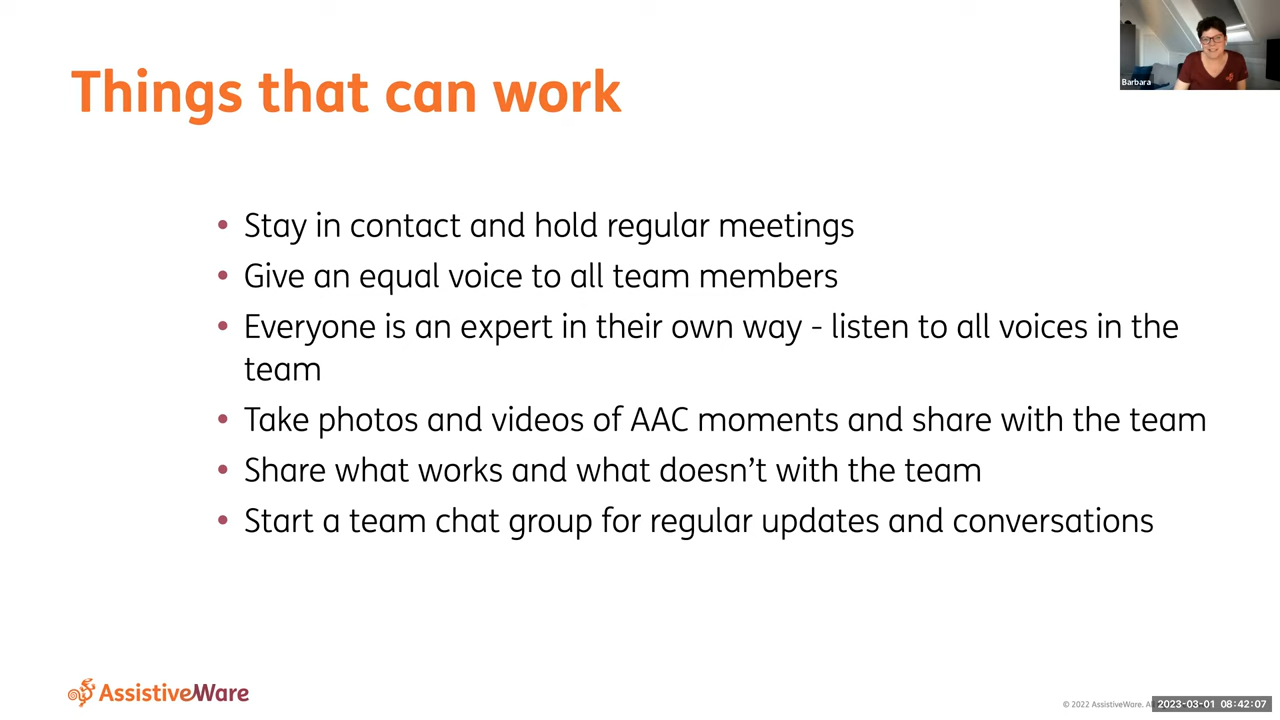 Barbara
Things that can work
• Stay in contact and hold regular meetings
• Give an equal voice to all team members
• Everyone is an expert in their own way - listen to all voices in the
team
• Take photos and videos of AAC moments and share with the team
• Share what works and what doesn’t with the team
• Start a team chat group for regular updates and conversations
AssistiveWare
© 2022 AssistiveWare.
2023-03-01 08:42:07